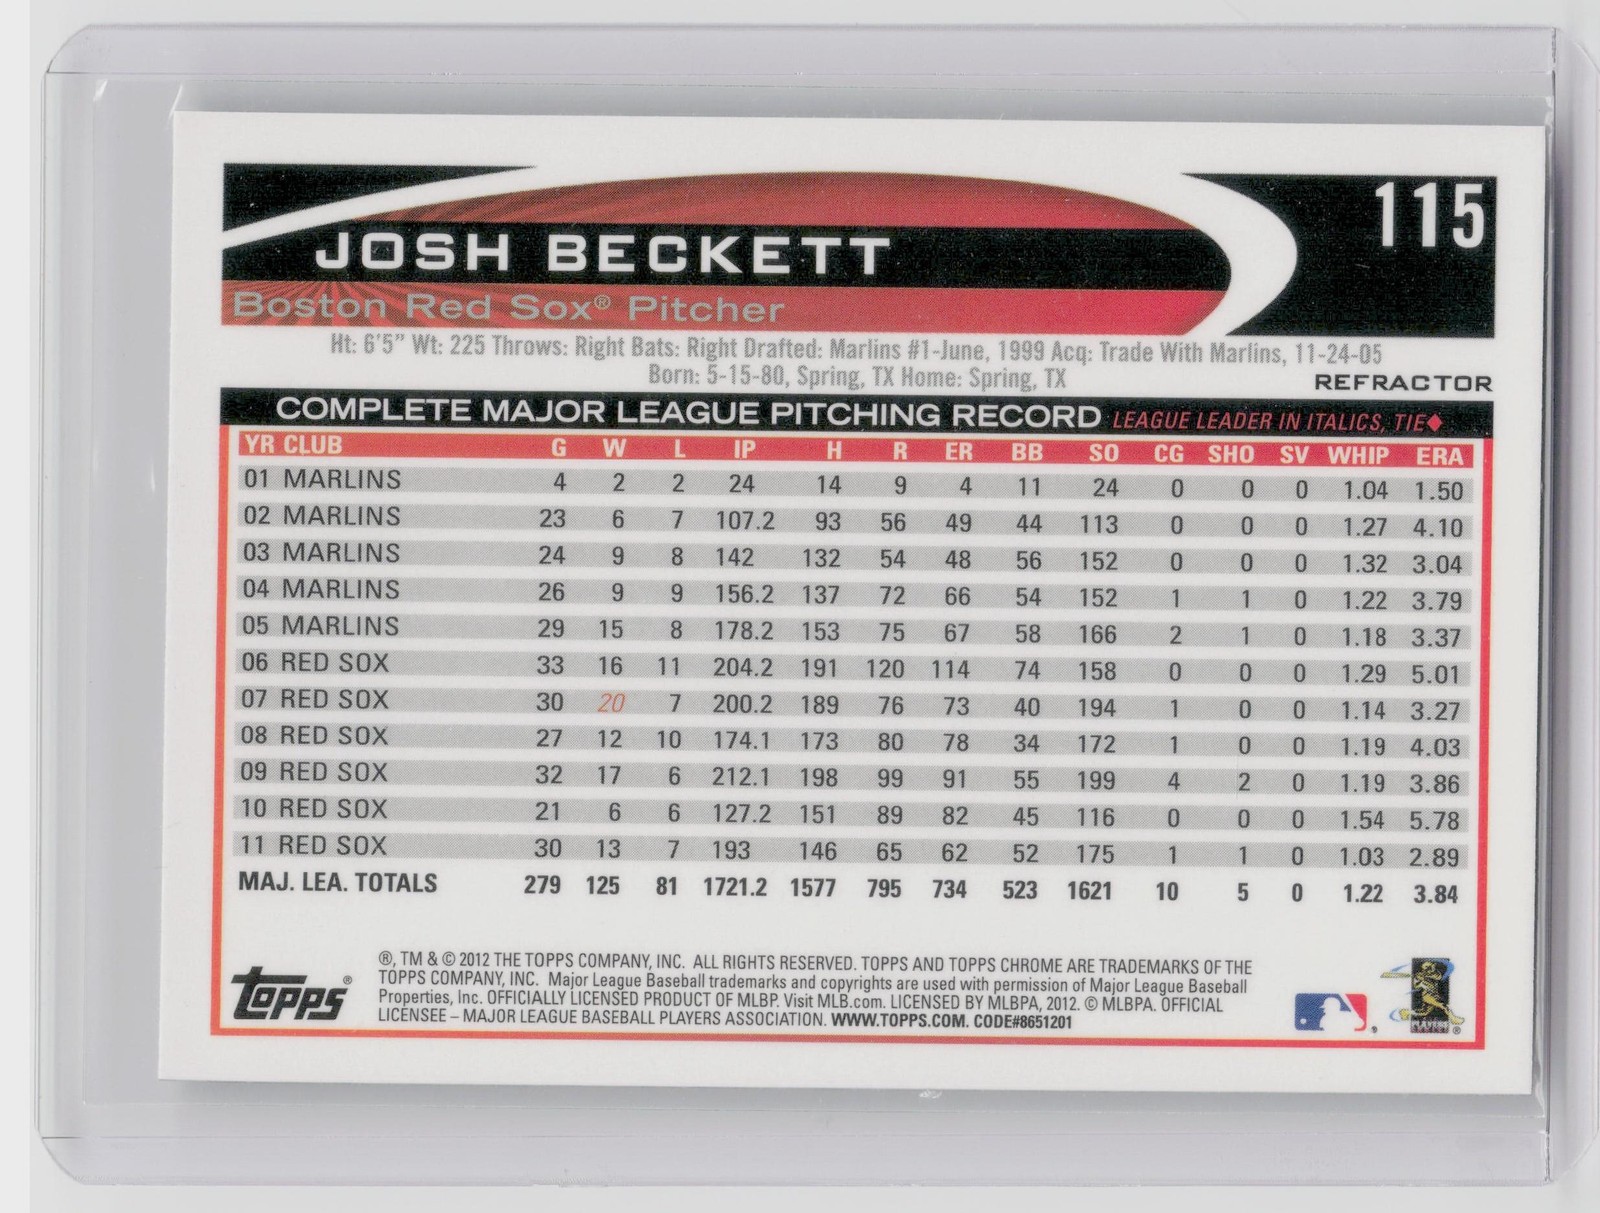 115
JOSH BECKETT
Boston Red Sox® Pitcher
Ht: 6'5" Wt: 225 Throws: Right Bats: Right Drafted: Marlins #1-June, 1999 Acq: Trade With Marlins, 11-24-05
Born: 5-15-80, Spring, TX Home: Spring, TX
REFRACTOR
COMPLETE MAJOR LEAGUE PITCHING RECORD LEAGUE LEADER IN ITALICS, TIE♦
YR CLUB G W L IP H R ER BB SO CG SHO SV WHIP ERA
01 MARLINS 4 2 2 24 14 9 4 11 24 0 0 0 1.04 1.50
02 MARLINS 23 6 7 107.2 93 56 49 44 113 0 0 0 1.27 4.10
03 MARLINS 24 9 8 142 132 54 48 56 152 0 0 0 1.32 3.04
04 MARLINS 26 9 9 156.2 137 72 66 54 152 1 1 0 1.22 3.79
05 MARLINS 29 15 8 178.2 153 75 67 58 166 2 1 0 1.18 3.37
06 RED SOX 33 16 11 204.2 191 120 114 74 158 0 0 0 1.29 5.01
07 RED SOX 30 20 7 200.2 189 76 73 40 194 1 0 0 1.14 3.27
08 RED SOX 27 12 10 174.1 173 80 78 34 172 1 0 0 1.19 4.03
09 RED SOX 32 17 6 212.1 198 99 91 55 199 4 2 0 1.19 3.86
10 RED SOX 21 6 6 127.2 151 89 82 45 116 0 0 0 1.54 5.78
11 RED SOX 30 13 7 193 146 65 62 52 175 1 1 0 1.03 2.89
MAJ. LEA. TOTALS 279 125 81 1721.2 1577 795 734 523 1621 10 5 0 1.22 3.84
Topps®
®, TM & © 2012 THE TOPPS COMPANY, INC. ALL RIGHTS RESERVED. TOPPS AND TOPPS CHROME ARE TRADEMARKS OF THE
TOPPS COMPANY, INC. Major League Baseball trademarks and copyrights are used with permission of Major League Baseball
Properties, Inc. OFFICIALLY LICENSED PRODUCT OF MLBP. Visit MLB.com. LICENSED BY MLBPA, 2012. © MLBPA. OFFICIAL
LICENSEE – MAJOR LEAGUE BASEBALL PLAYERS ASSOCIATION. WWW.TOPPS.COM. CODE#8651201
PLAYERS